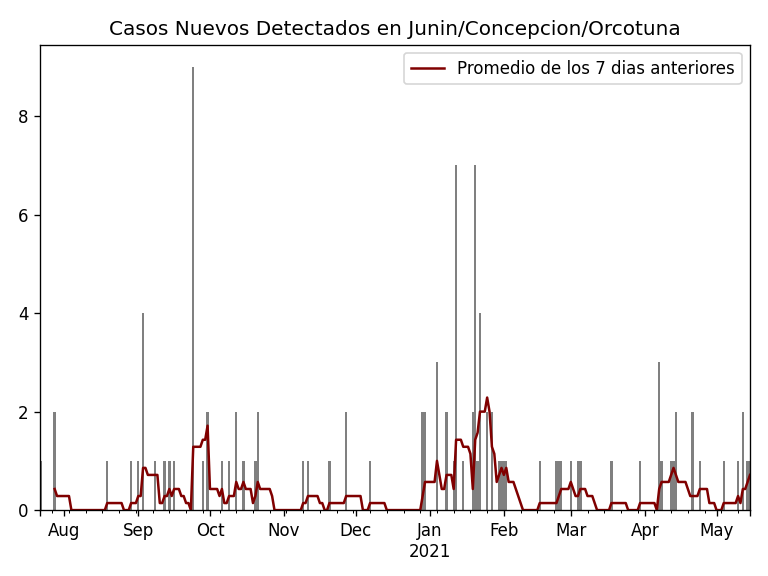 Casos Nuevos Detectados en Junin/Concepcion/Orcotuna
Promedio de los 7 dias anteriores
8
6
4
2
0
Aug Sep Oct Nov Dec Jan Feb Mar Apr May
2021